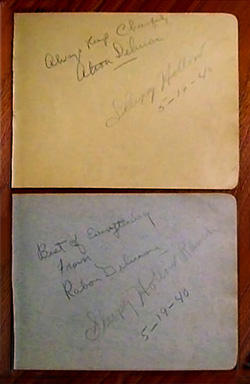 Always Keep Cheerful
Alton Delmore
Sleepy Hollow
5-19-40
Best of Everything
from
Rabon Delmore
Sleepy Hollow Ranch
5-19-40